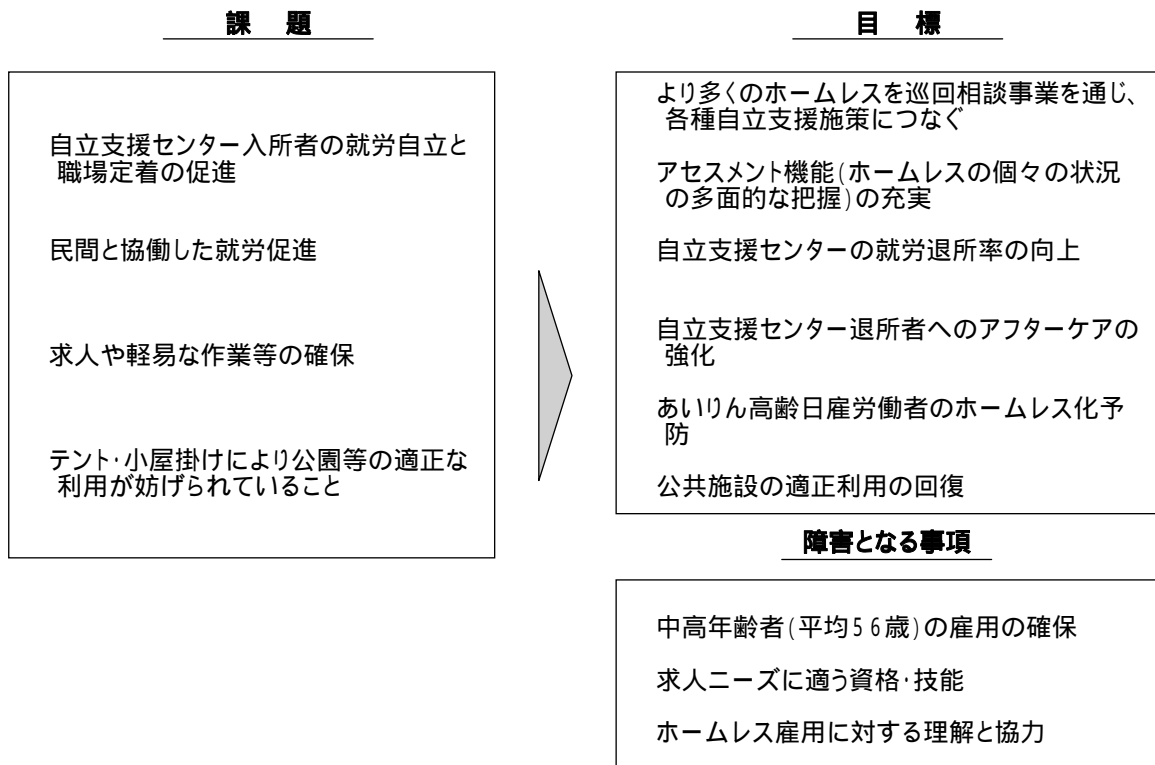 課 題
自立支援センター入所者の就労自立と
職場定着の促進
民間と協働した就労促進
求人や軽易な作業等の確保
テント・小屋掛けにより公園等の適正な
利用が妨げられていること
目 標
より多くのホームレスを巡回相談事業を通じ、
各種自立支援施策につなぐ
アセスメント機能(ホームレスの個々の状況
の多面的な把握)の充実
自立支援センターの就労退所率の向上
自立支援センター退所者へのアフターケアの
強化
あいりん高齢日雇労働者のホームレス化予
防
公共施設の適正利用の回復
障害となる事項
中高年齢者(平均56歳)の雇用の確保
求人ニーズに適う資格・技能
ホームレス雇用に対する理解と協力